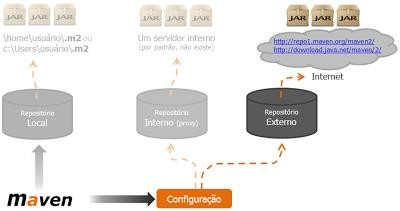 JAR JAR JAR
JAR JAR JAR
JAR JAR JAR
\home\usuário\.m2 ou
c:\Users\usuário\.m2
Um servidor interno
(por padrão, não existe)
http://repo1.maven.org/maven2/
http://download.java.net/maven/2/
Internet
Repositório
Local
Repositório
Interno (proxy)
Repositório
Externo
maven
Configuração